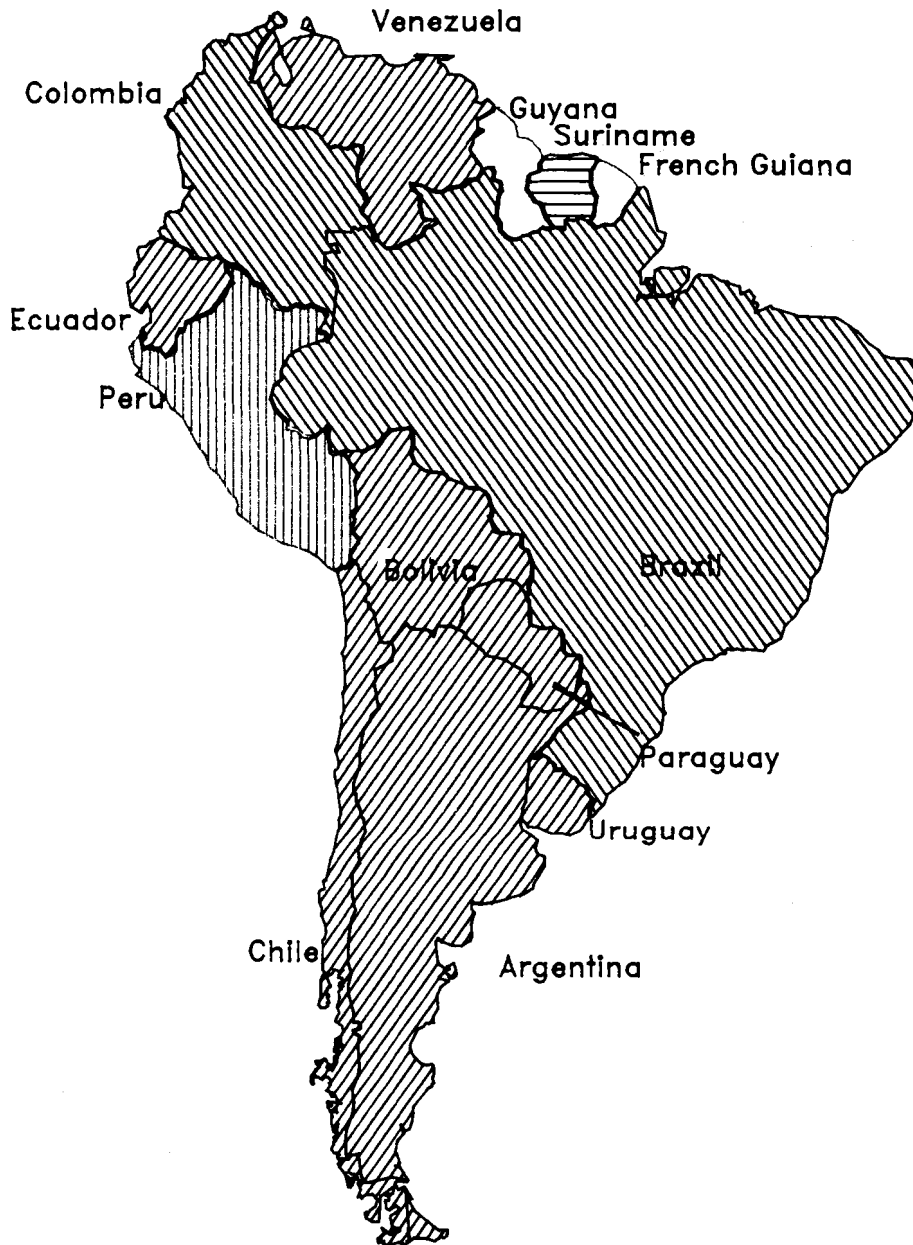 Venezuela
Colombia
Guyana
Suriname
French Guiana
Ecuador
Peru
Bolivia
Brazil
Paraguay
Uruguay
Chile
Argentina